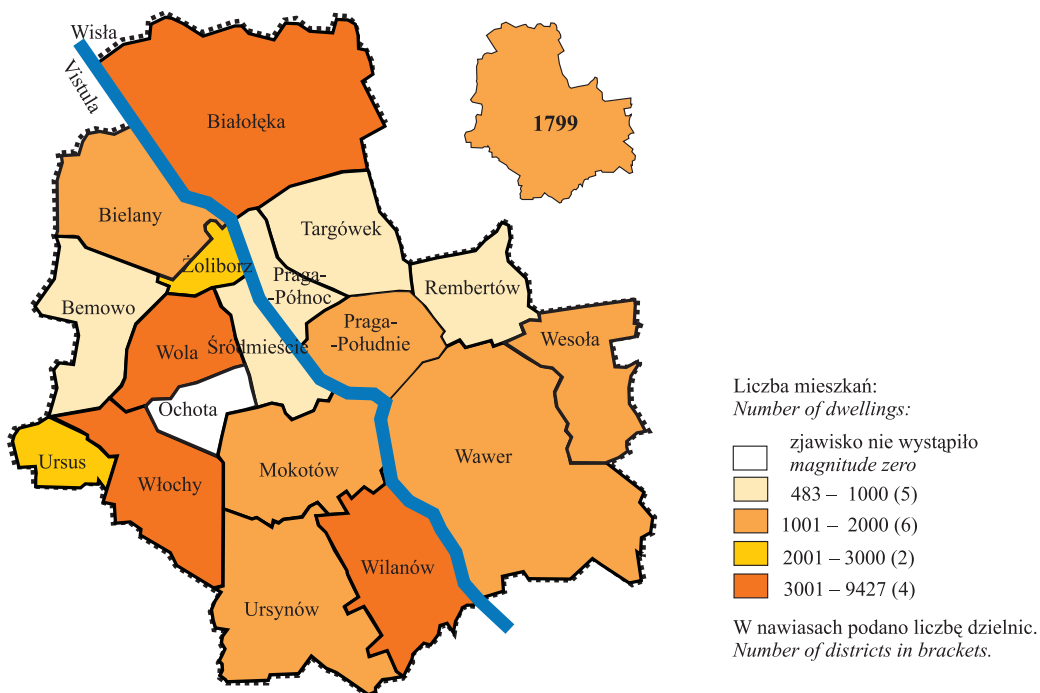 Wisła
Vistula
Białołęka
1799
Bielany
Targówek
Żoliborz
Praga-
-Północ
Rembertów
Bemowo
Praga-
-Południe
Wesoła
Wola
Śródmieście
Ochota
Ursus
Włochy
Mokotów
Wawer
Wilanów
Ursynów
Liczba mieszkań:
Number of dwellings:
zjawisko nie wystąpiło
magnitude zero
483 – 1000 (5)
1001 – 2000 (6)
2001 – 3000 (2)
3001 – 9427 (4)
W nawiasach podano liczbę dzielnic.
Number of districts in brackets.